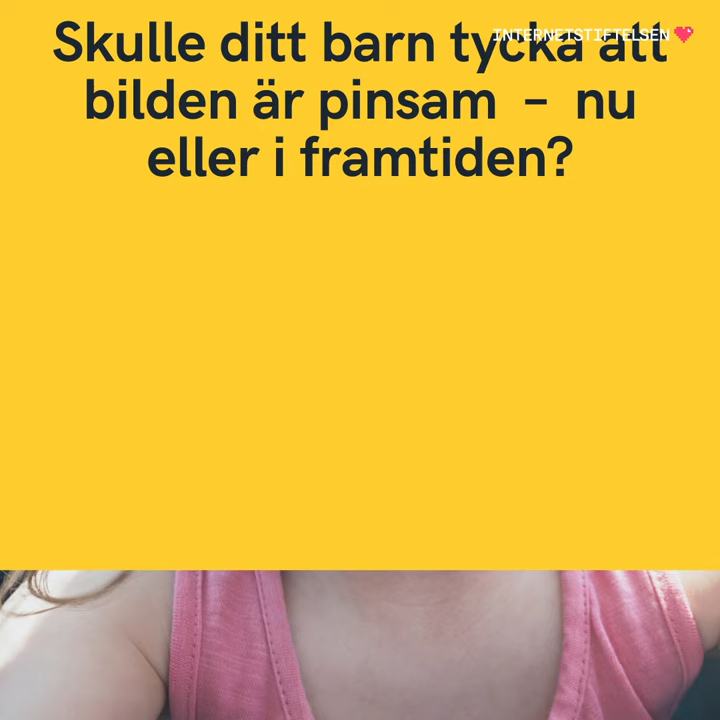 Skulle ditt barn tycka att
INTERNETSTIFTELSEN
bilden är pinsam – nu
eller i framtiden?